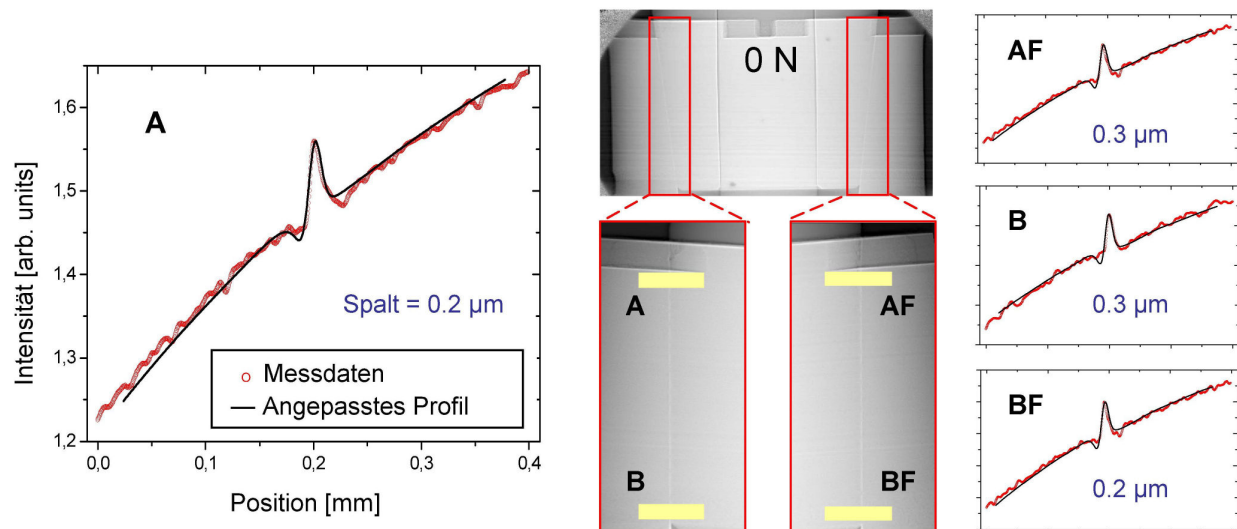 A
1,6
1,5
1,4
1,3
1,2
0,0 0,1 0,2 0,3 0,4
Intensität [arb. units]
Position [mm]
Spalt = 0.2 µm
Messdaten
Angepasstes Profil
0 N
A
B
AF
BF
AF
0.3 µm
B
0.3 µm
BF
0.2 µm